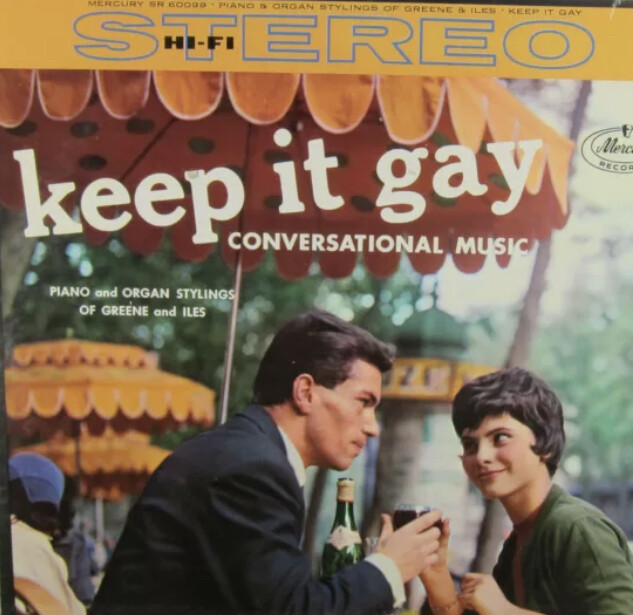 MERCURY SR 60099 · PIANO & ORGAN STYLINGS OF GREENE & ILES · KEEP IT GAY
STEREO
HI-FI
keep it gay
CONVERSATIONAL MUSIC
PIANO and ORGAN STYLINGS
OF GREENE and ILES